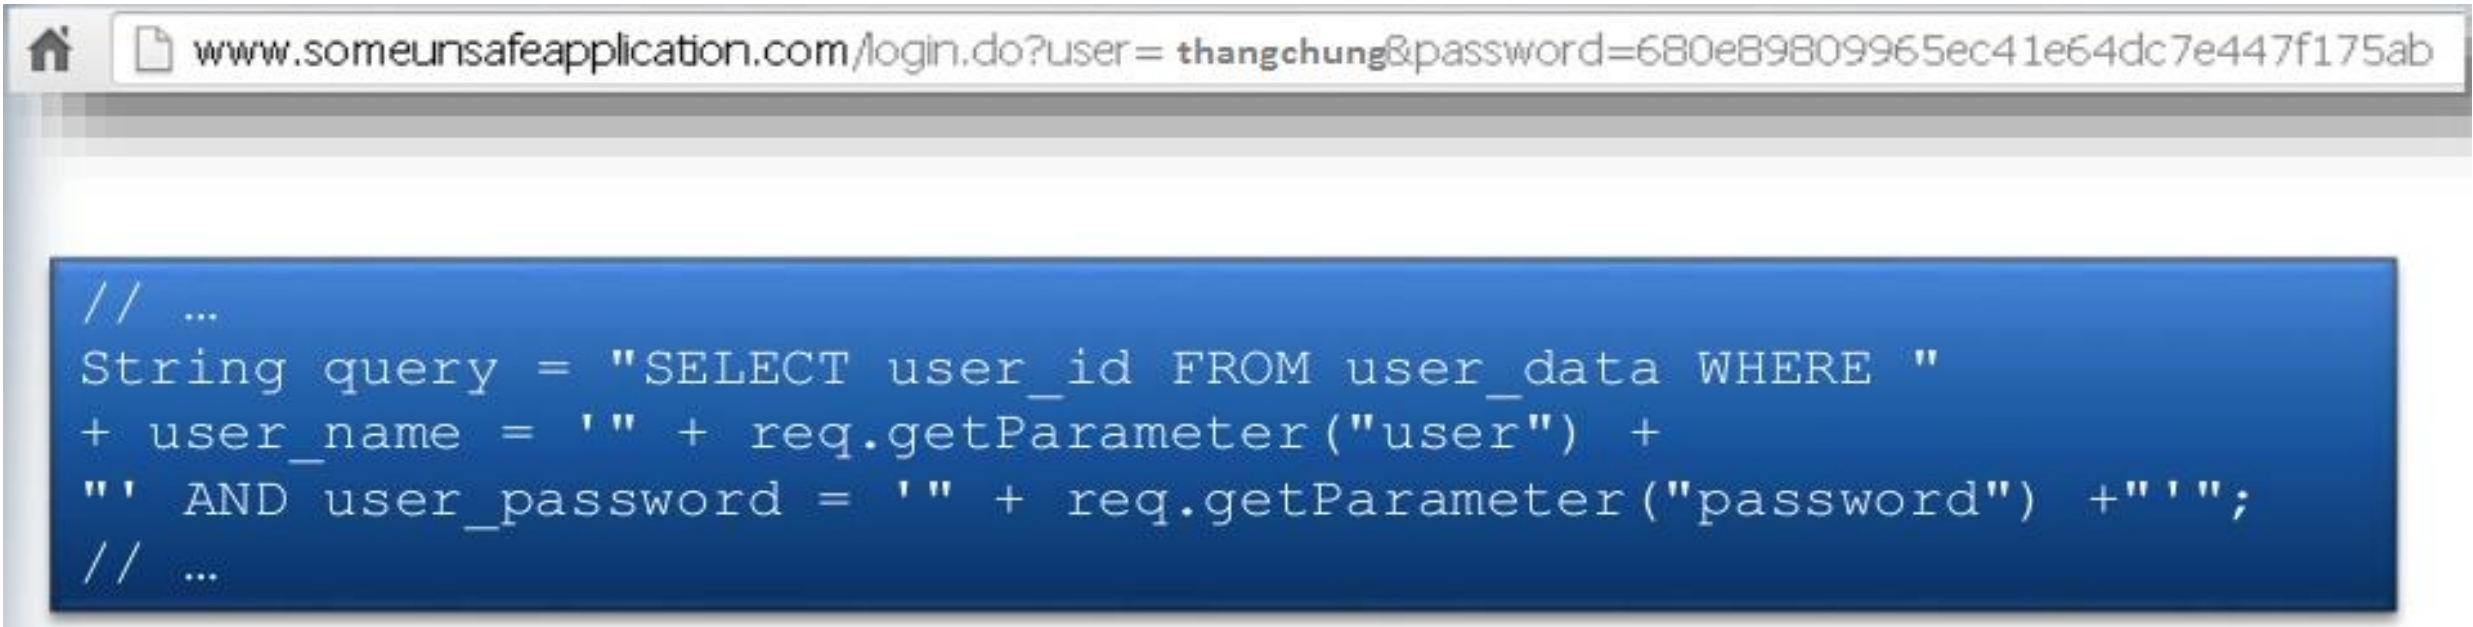 www.someunsafeapplication.com/login.do?user= thangchung&password=680e89809965ec41e64dc7e447f175ab
// …
String query = "SELECT user_id FROM user_data WHERE "
+ user_name = '" + req.getParameter("user") +
"' AND user_password = '" + req.getParameter("password") +"'";
// …